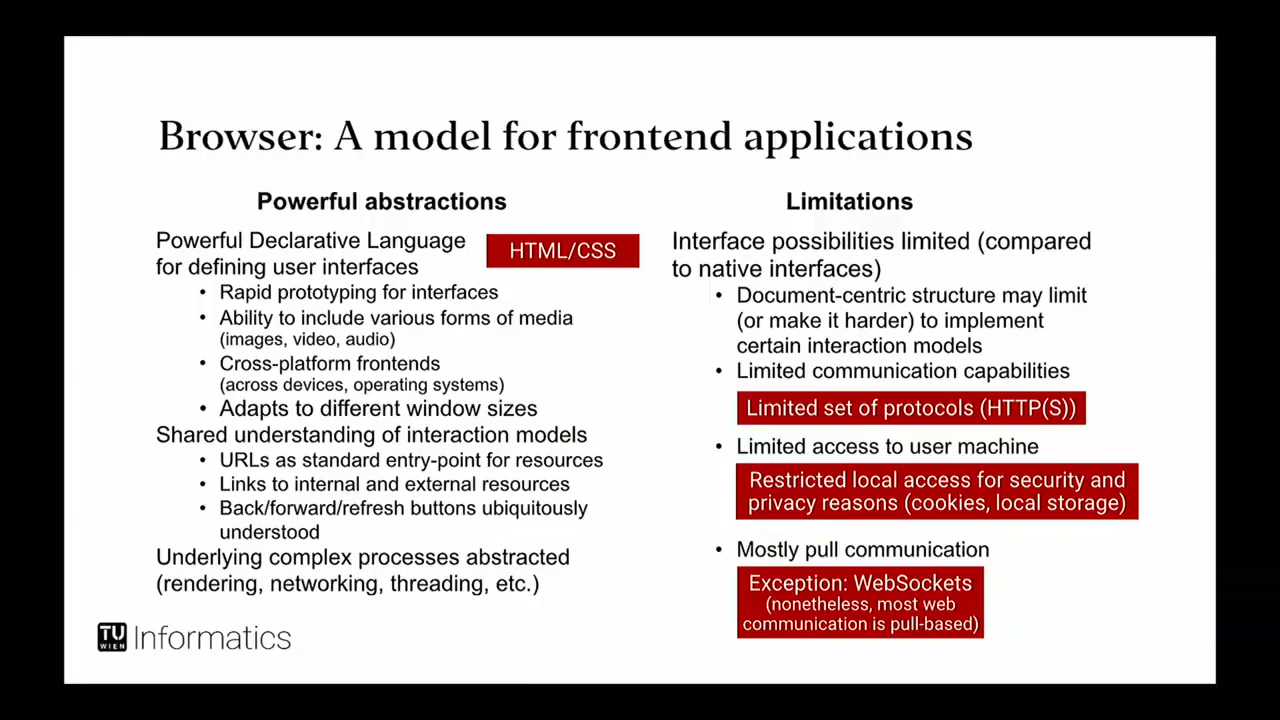 Browser: A model for frontend applications
Powerful abstractions
Powerful Declarative Language
for defining user interfaces
HTML/CSS
• Rapid prototyping for interfaces
• Ability to include various forms of media
(images, video, audio)
• Cross-platform frontends
(across devices, operating systems)
• Adapts to different window sizes
Shared understanding of interaction models
• URLs as standard entry-point for resources
• Links to internal and external resources
• Back/forward/refresh buttons ubiquitously
understood
Underlying complex processes abstracted
(rendering, networking, threading, etc.)
Limitations
Interface possibilities limited (compared
to native interfaces)
• Document-centric structure may limit
(or make it harder) to implement
certain interaction models
• Limited communication capabilities
Limited set of protocols (HTTP(S))
• Limited access to user machine
Restricted local access for security and
privacy reasons (cookies, local storage)
• Mostly pull communication
Exception: WebSockets
(nonetheless, most web
communication is pull-based)
TU
WIEN
Informatics